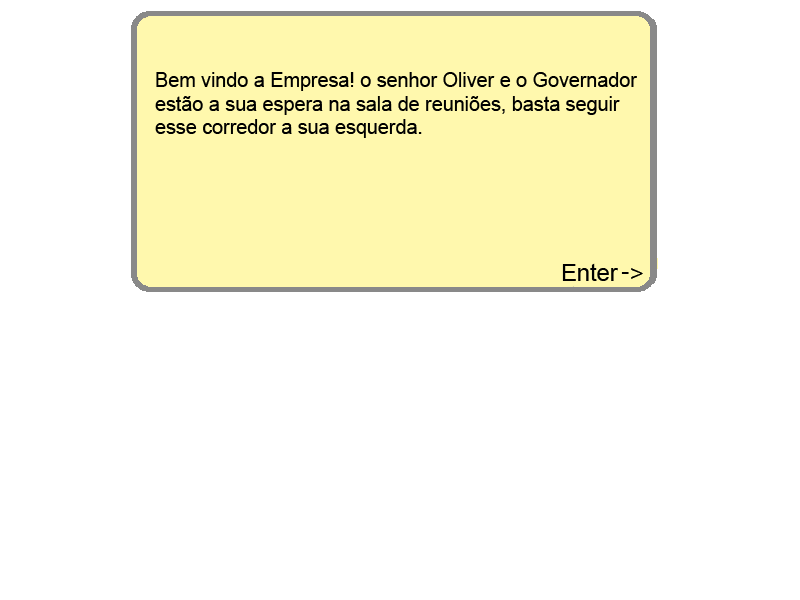 Bem vindo a Empresa! o senhor Oliver e o Governador
estão a sua espera na sala de reuniões, basta seguir
esse corredor a sua esquerda.
Enter->